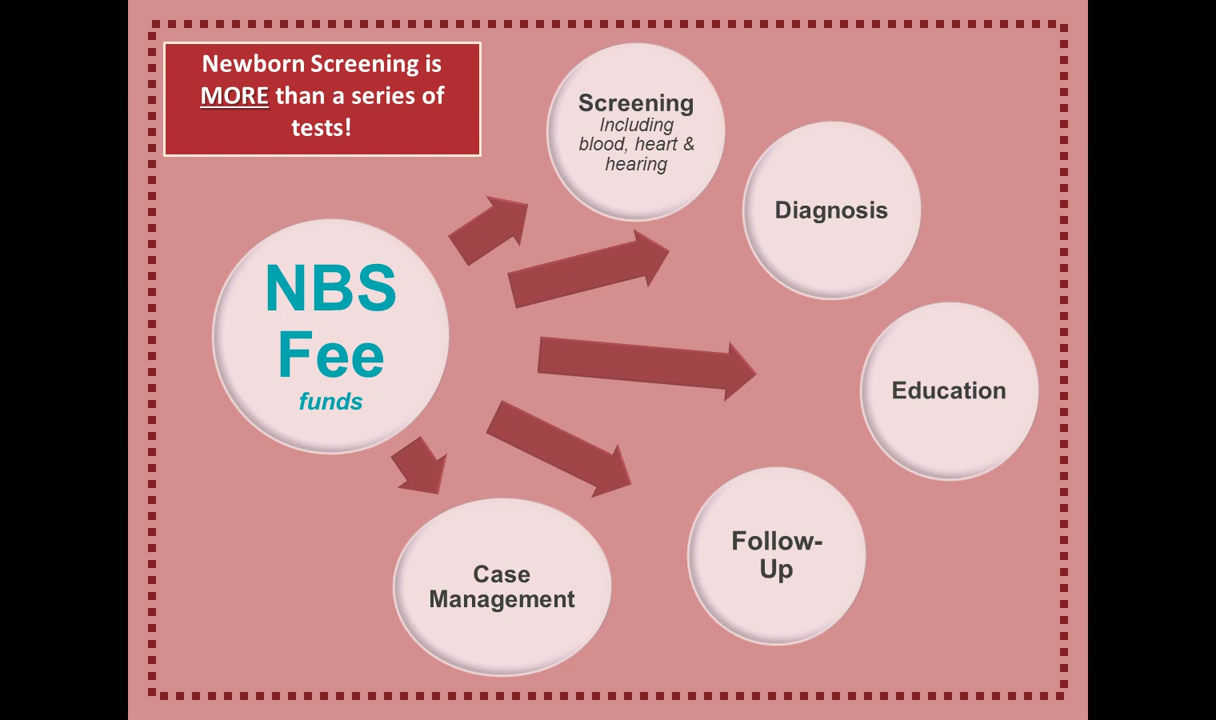 Newborn Screening is
MORE than a series of
tests!
Screening
Including
blood, heart &
hearing
Diagnosis
NBS
Fee
funds
Education
Follow-
Up
Case
Management